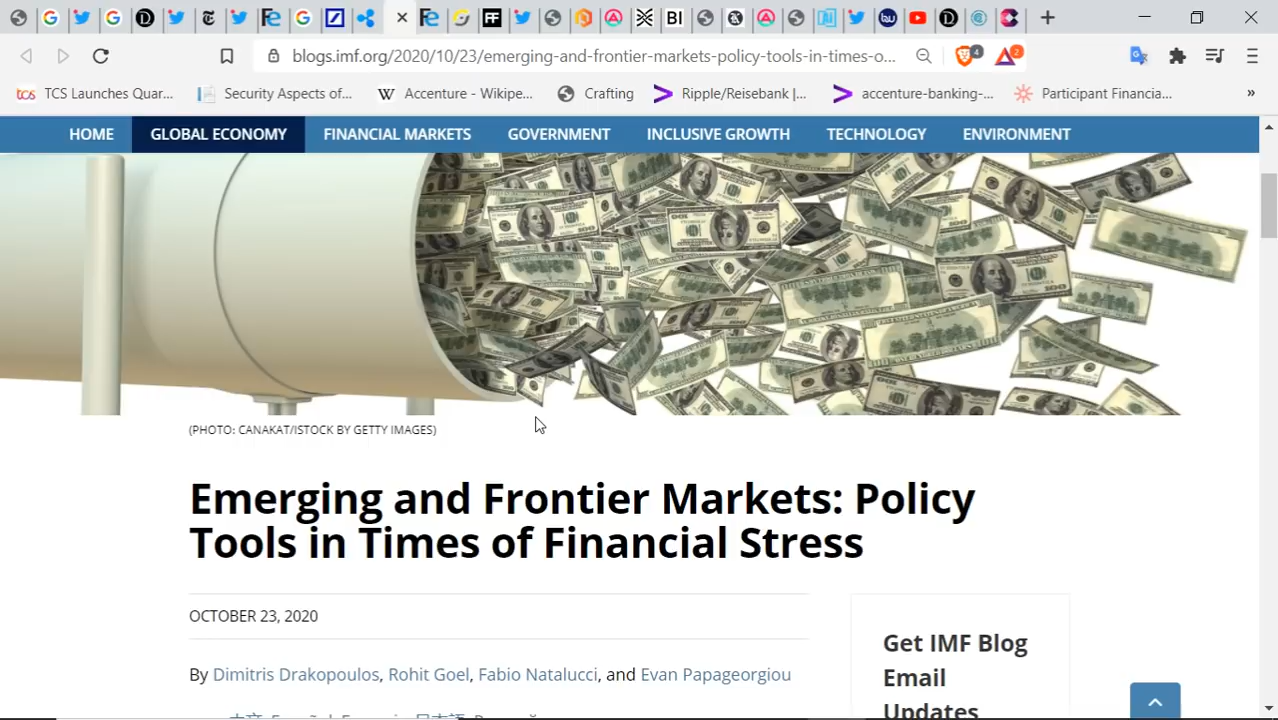 blogs.imf.org/2020/10/23/emerging-and-frontier-markets-policy-tools-in-times-o...
4
2
tcs TCS Launches Quar...
Security Aspects of...
W Accenture - Wikipe...
Crafting
Ripple/Reisebank |...
accenture-banking-...
Participant Financia...
»
HOME
GLOBAL ECONOMY
FINANCIAL MARKETS
GOVERNMENT
INCLUSIVE GROWTH
TECHNOLOGY
ENVIRONMENT
(PHOTO: CANAKAT/ISTOCK BY GETTY IMAGES)
Emerging and Frontier Markets: Policy
Tools in Times of Financial Stress
OCTOBER 23, 2020
By Dimitris Drakopoulos, Rohit Goel, Fabio Natalucci, and Evan Papageorgiou
Get IMF Blog
Email
Updates